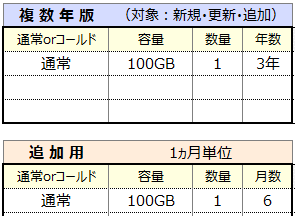 複数年版 （対象：新規･更新･追加）
通常orｺｰﾙﾄﾞ 容量 数量 年数
通常 100GB 1 3年
追加用 1ヵ月単位
通常orｺｰﾙﾄﾞ 容量 数量 月数
通常 100GB 1 6